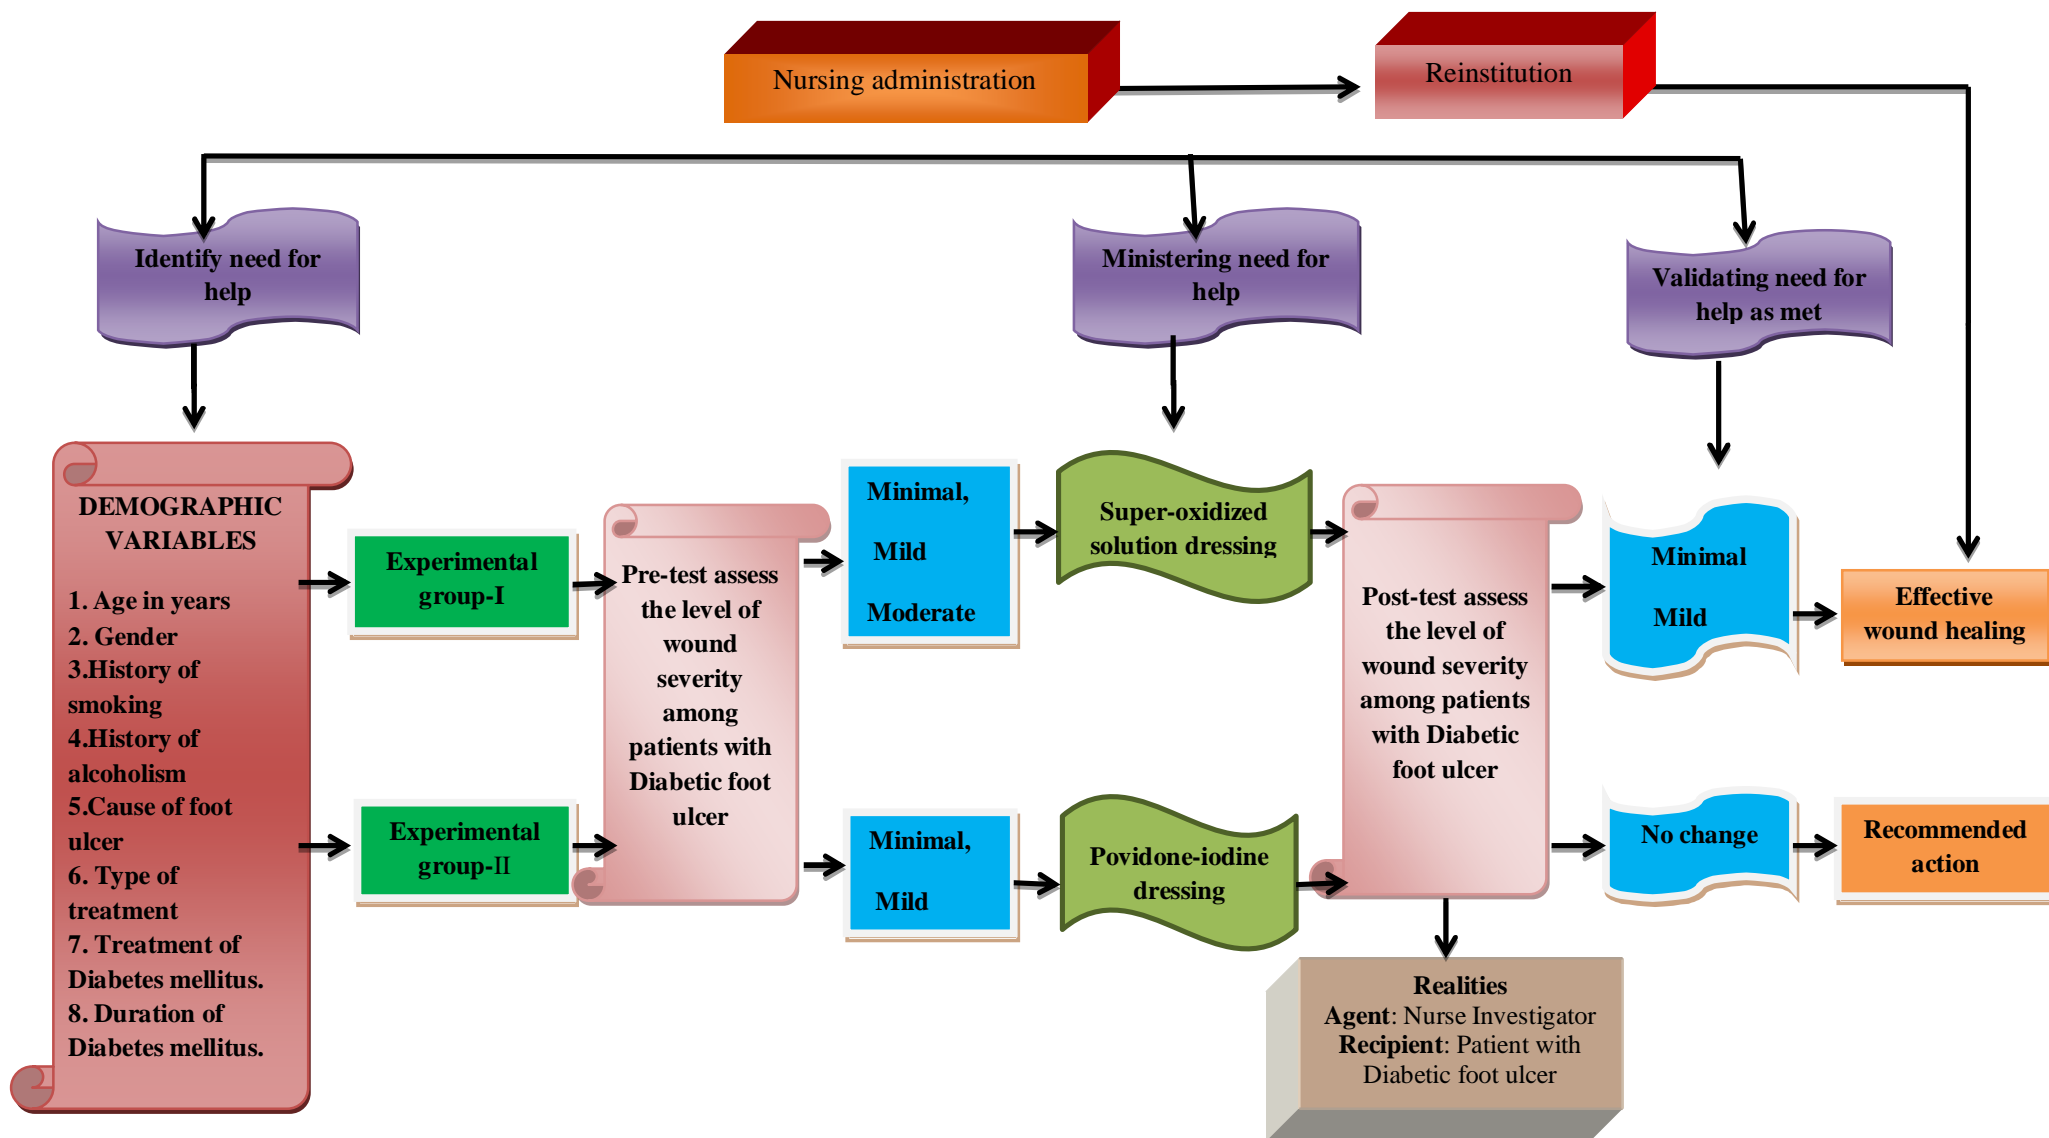 Nursing administration
Reinstitution
Identify need for
help
Ministering need for
help
Validating need for
help as met
DEMOGRAPHIC
VARIABLES
1. Age in years
2. Gender
3.History of
smoking
4.History of
alcoholism
5.Cause of foot
ulcer
6. Type of
treatment
7. Treatment of
Diabetes mellitus.
8. Duration of
Diabetes mellitus.
Experimental
group-I
Experimental
group-II
Pre-test assess
the level of
wound
severity
among
patients with
Diabetic foot
ulcer
Minimal,
Mild
Moderate
Minimal,
Mild
Super-oxidized
solution dressing
Povidone-iodine
dressing
Post-test assess
the level of
wound severity
among patients
with Diabetic
foot ulcer
Minimal
Mild
No change
Effective
wound healing
Recommended
action
Realities
Agent: Nurse Investigator
Recipient: Patient with
Diabetic foot ulcer